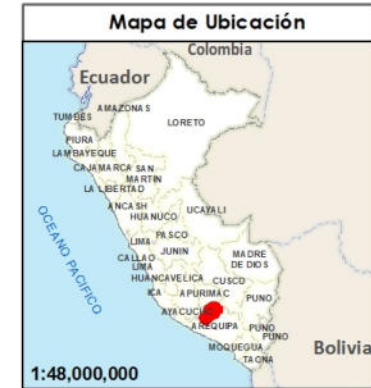 Mapa de Ubicación
Colombia
Ecuador
AMAZONAS
TUMBES
LORETO
PIURA
LAMBAYEQUE
CAJAMARCA
SAN
MARTIN
LA LIBERTAD
ANCASH
UCAYALI
HUANUCO
OCEANO PACIFICO
PASCO
LIMA
JUNIN
CALLAO
LIMA
MADRE
DE DIOS
HUANCAVELICA
CUSCO
ICA
APURIMAC
PUNO
AYACUCHO
AREQUIPA
PUNO
PUNO
MOQUEGUA
Bolivia
TACNA
1:48,000,000